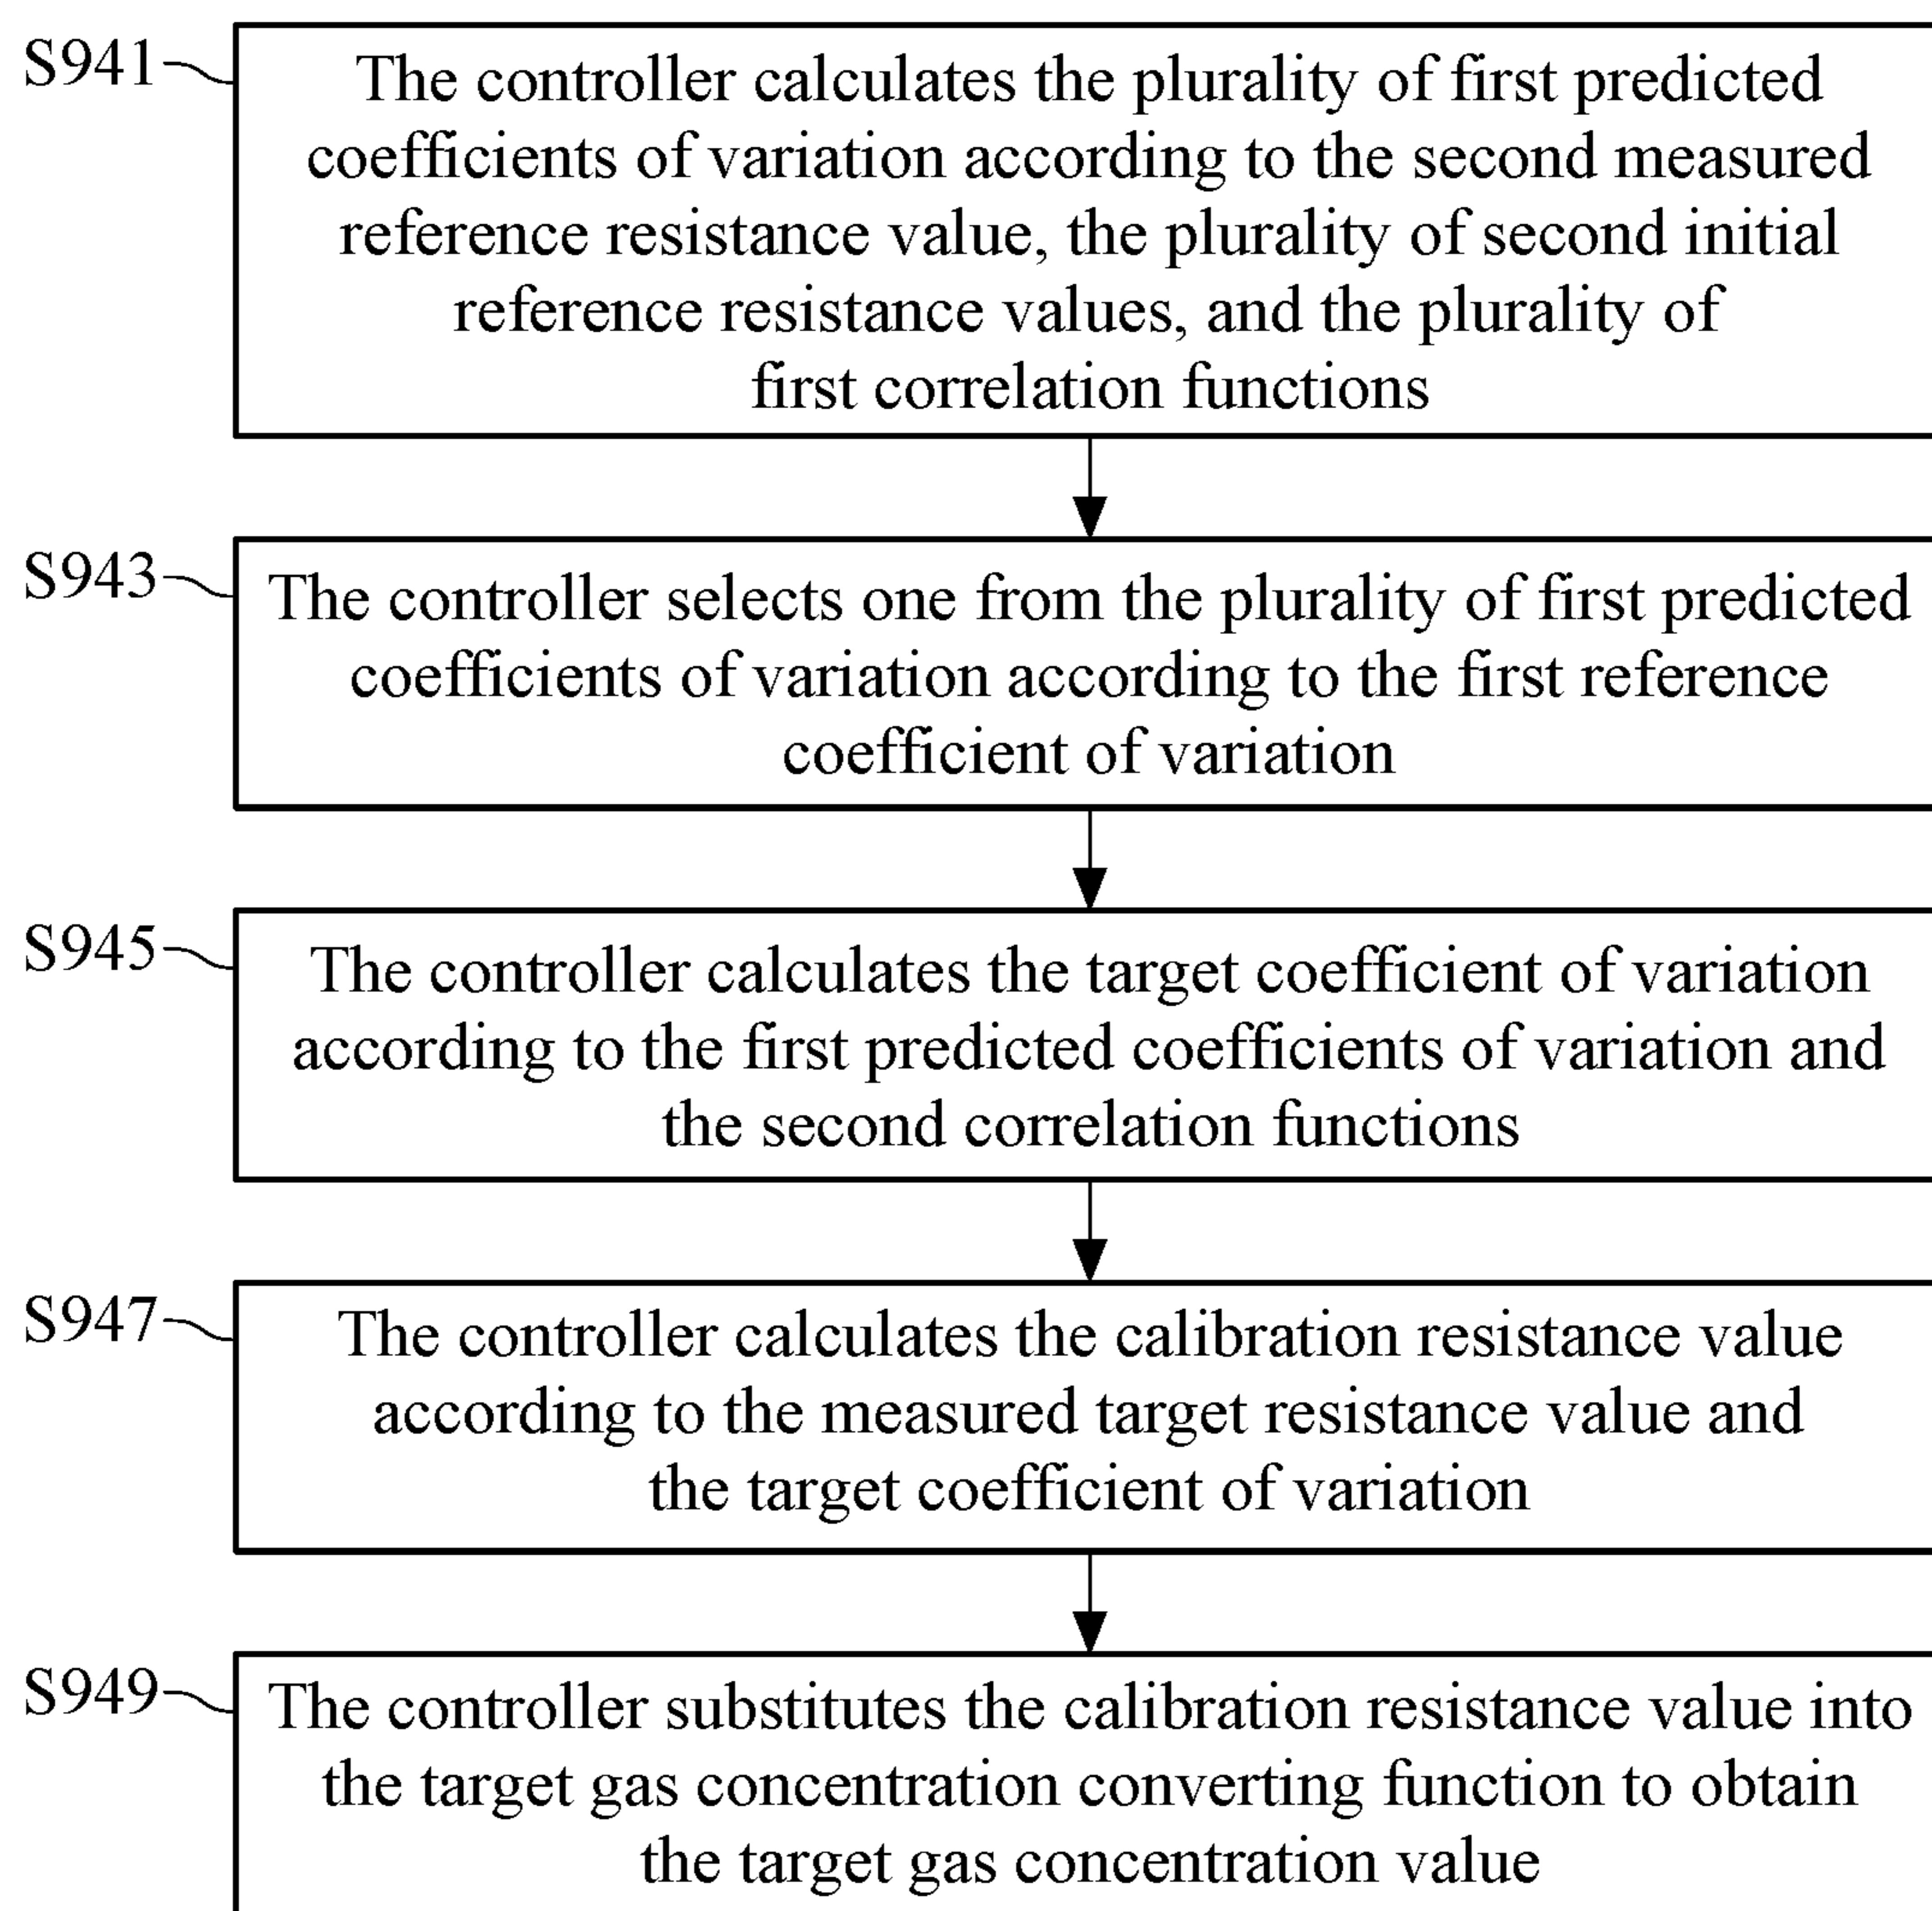 S941
The controller calculates the plurality of first predicted
coefficients of variation according to the second measured
reference resistance value, the plurality of second initial
reference resistance values, and the plurality of
first correlation functions
S943
The controller selects one from the plurality of first predicted
coefficients of variation according to the first reference
coefficient of variation
S945
The controller calculates the target coefficient of variation
according to the first predicted coefficients of variation and
the second correlation functions
S947
The controller calculates the calibration resistance value
according to the measured target resistance value and
the target coefficient of variation
S949
The controller substitutes the calibration resistance value into
the target gas concentration converting function to obtain
the target gas concentration value